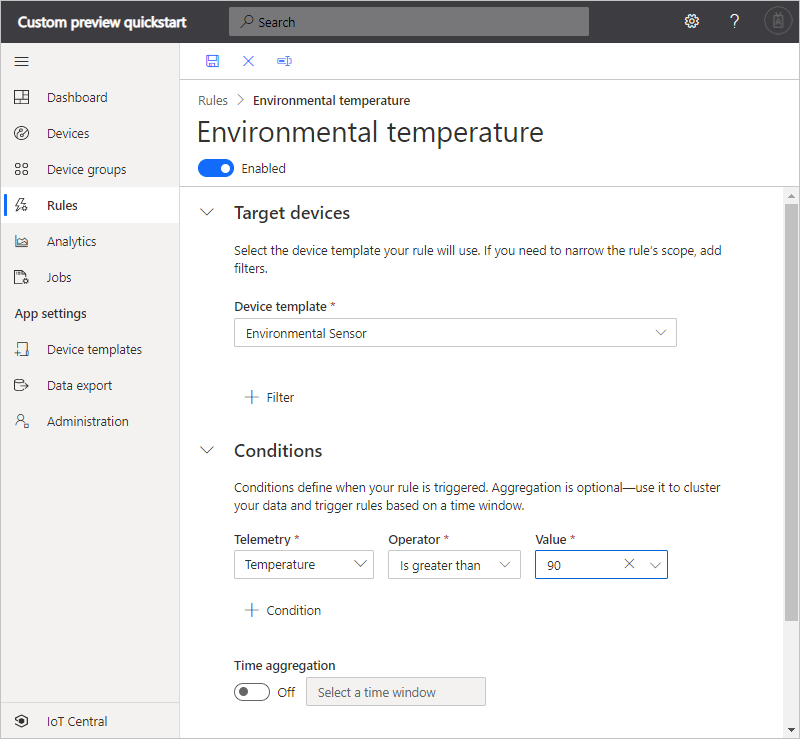 Custom preview quickstart
Search
?
Dashboard
Devices
Device groups
Rules
Analytics
Jobs
App settings
Device templates
Data export
Administration
IoT Central
Rules > Environmental temperature
Environmental temperature
Enabled
Target devices
Select the device template your rule will use. If you need to narrow the rule's scope, add
filters.
Device template *
Environmental Sensor
+ Filter
Conditions
Conditions define when your rule is triggered. Aggregation is optional—use it to cluster
your data and trigger rules based on a time window.
Telemetry * Operator * Value *
Temperature Is greater than 90
+ Condition
Time aggregation
Off Select a time window